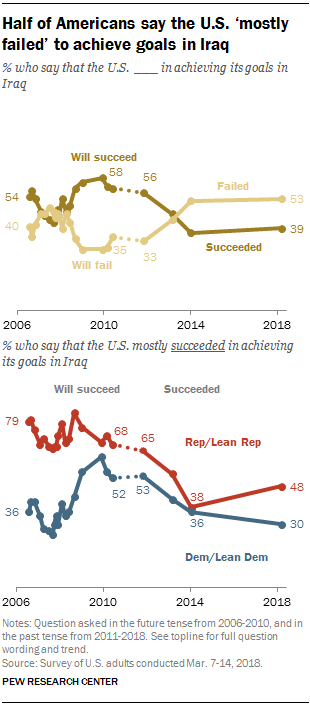 Half of Americans say the U.S. ‘mostly
failed’ to achieve goals in Iraq
% who say that the U.S. ___ in achieving its goals in
Iraq
Will succeed
58
56
54
Failed
53
40
39
35
33
Succeeded
Will fail
2006 2010 2014 2018
% who say that the U.S. mostly succeeded in achieving
its goals in Iraq
Will succeed Succeeded
79
68
65
Rep/Lean Rep
48
38
52
53
36
36
30
Dem/Lean Dem
2006 2010 2014 2018
Notes: Question asked in the future tense from 2006-2010, and in
the past tense from 2011-2018. See topline for full question
wording and trend.
Source: Survey of U.S. adults conducted Mar. 7-14, 2018.
PEW RESEARCH CENTER